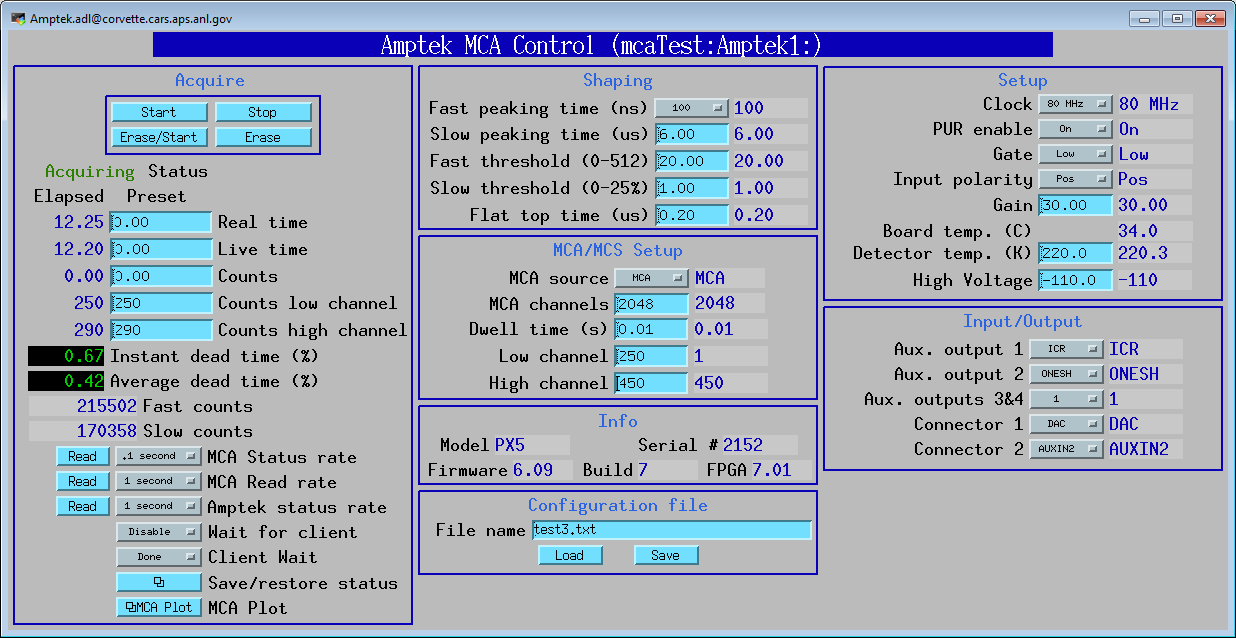 Amptek.adl@corvette.cars.aps.anl.gov
Amptek MCA Control (mcaTest:Amptek1:)
Acquire
Start Stop
Erase/Start Erase
Acquiring Status
Elapsed Preset
12.25 0.00 Real time
12.20 0.00 Live time
0.00 0.00 Counts
250 250 Counts low channel
290 290 Counts high channel
0.67 Instant dead time (%)
0.42 Average dead time (%)
215502 Fast counts
170358 Slow counts
Read .1 second MCA Status rate
Read 1 second MCA Read rate
Read 1 second Amptek status rate
Disable Wait for client
Done Client Wait
Save/restore status
MCA Plot MCA Plot
Shaping
Fast peaking time (ns) 100 100
Slow peaking time (us) 6.00 6.00
Fast threshold (0-512) 20.00 20.00
Slow threshold (0-25%) 1.00 1.00
Flat top time (us) 0.20 0.20
MCA/MCS Setup
MCA source MCA MCA
MCA channels 2048 2048
Dwell time (s) 0.01 0.01
Low channel 250 1
High channel 450 450
Info
Model PX5 Serial # 2152
Firmware 6.09 Build 7 FPGA 7.01
Configuration file
File name test3.txt
Load Save
Setup
Clock 80 MHz 80 MHz
PUR enable On On
Gate Low Low
Input polarity Pos Pos
Gain 30.00 30.00
Board temp. (C) 34.0
Detector temp. (K) 220.0 220.3
High Voltage -110.0 -110
Input/Output
Aux. output 1 ICR ICR
Aux. output 2 ONESH ONESH
Aux. outputs 3&4 1 1
Connector 1 DAC DAC
Connector 2 AUXIN2 AUXIN2